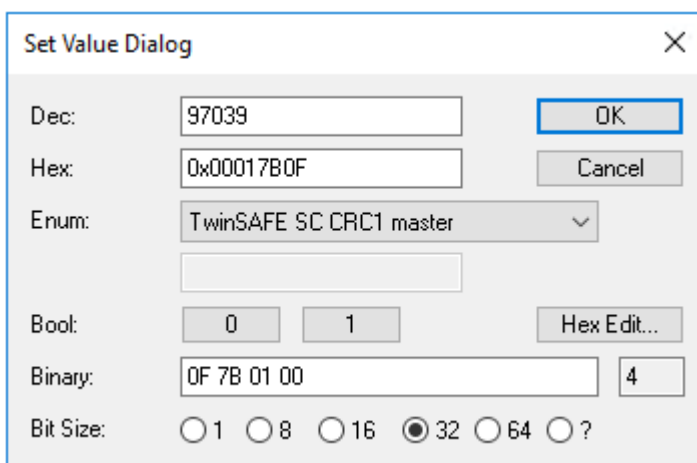 Set Value Dialog
Dec: 97039 OK
Hex: 0x00017B0F Cancel
Enum: TwinSAFE SC CRC1 master
Bool: 0 1 Hex Edit...
Binary: 0F 7B 01 00 4
Bit Size: 1 8 16 32 64 ?